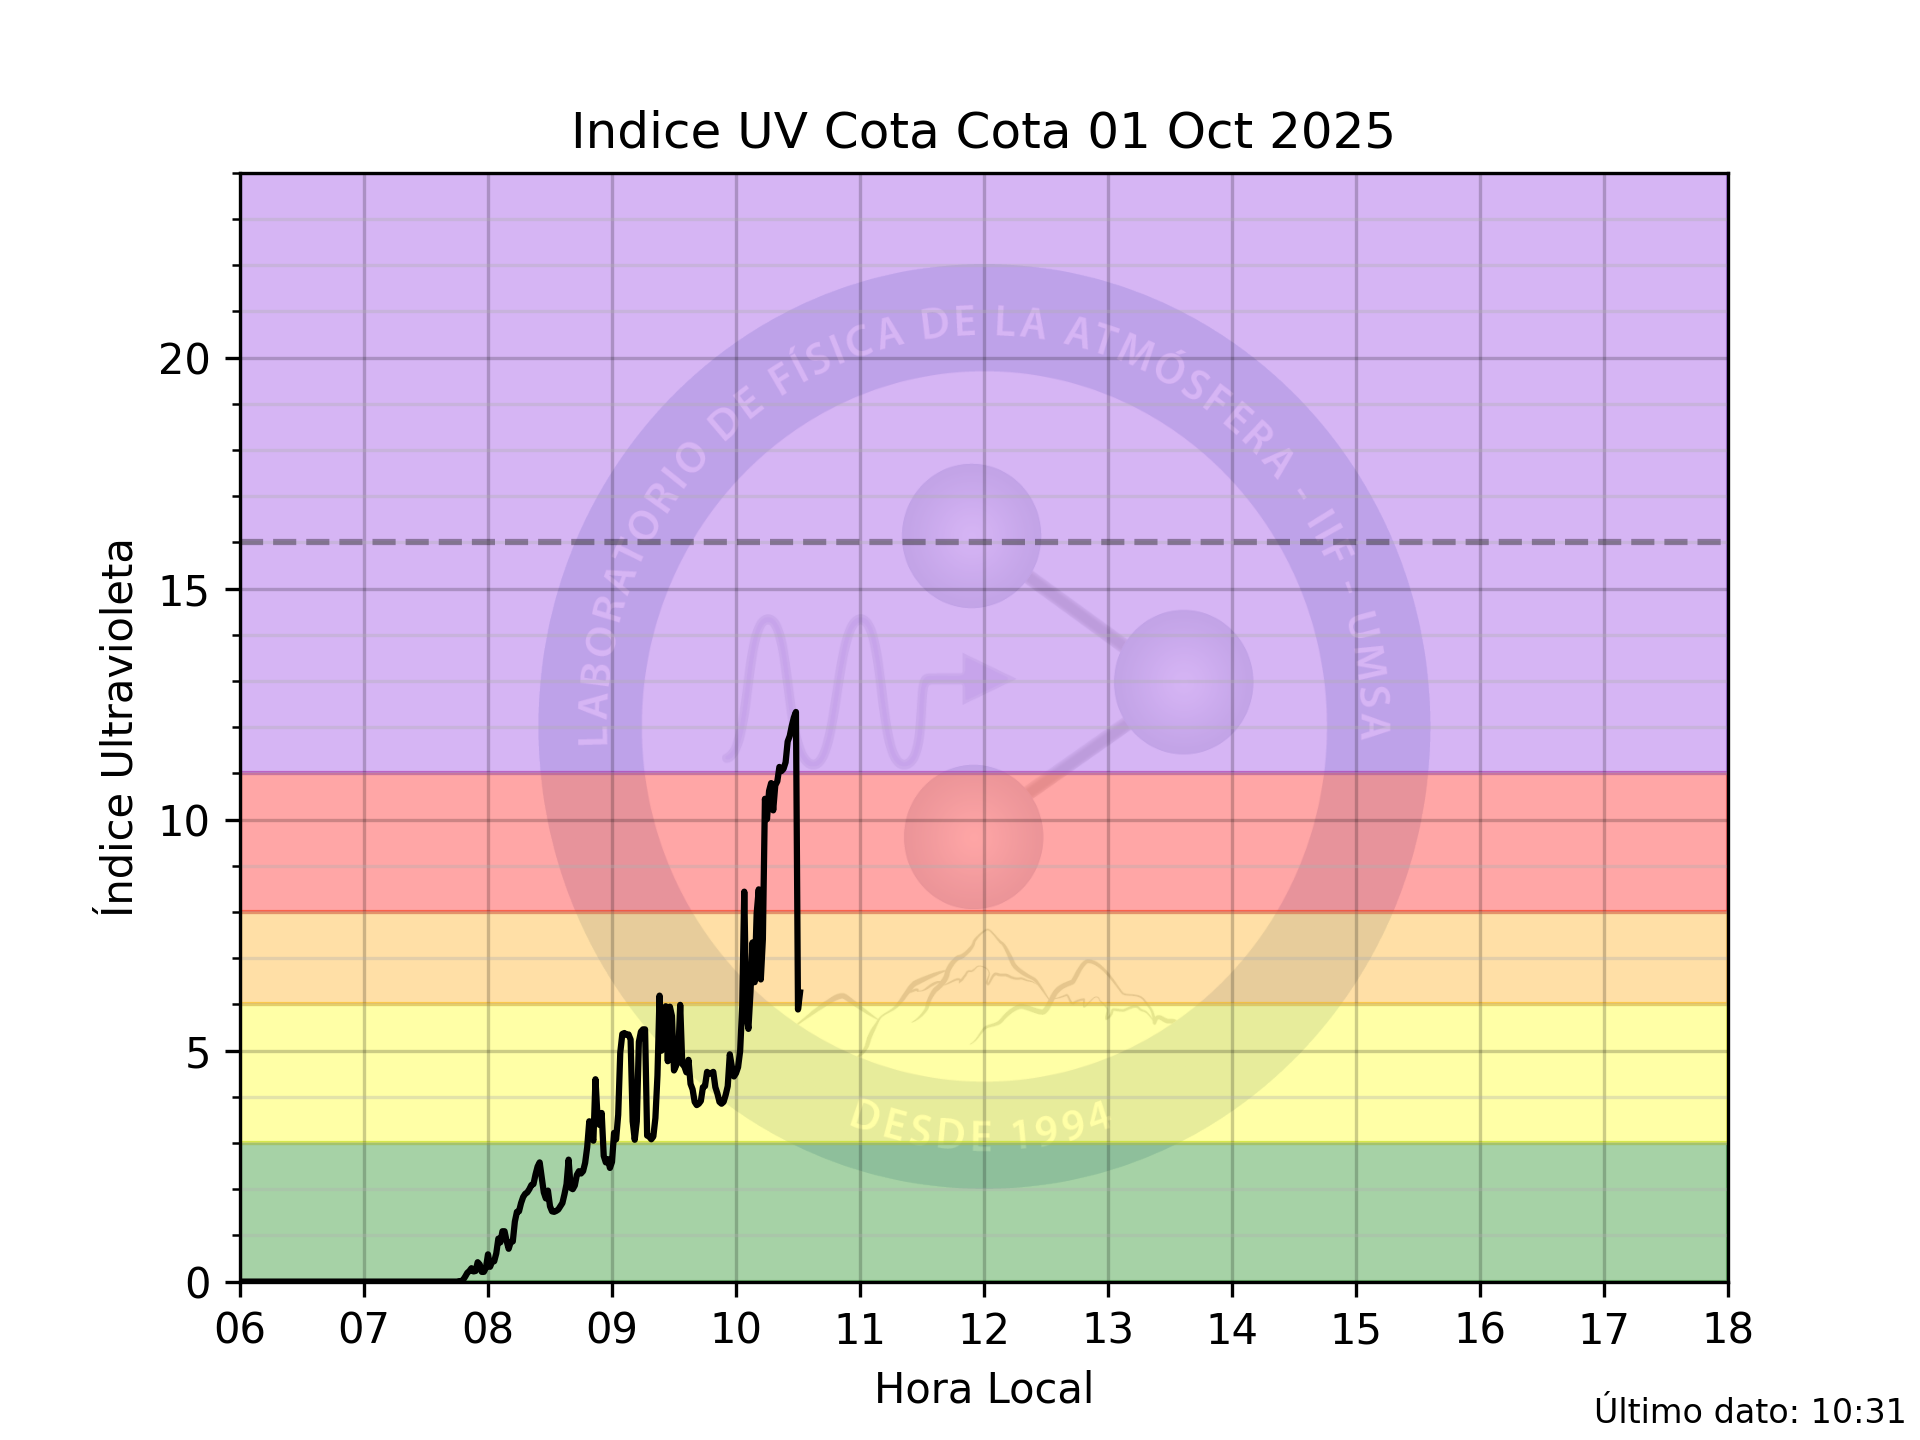 Indice UV Cota Cota 01 Oct 2025
Índice Ultravioleta
20
15
10
5
0
LABORATORIO DE FÍSICA DE LA ATMÓSFERA - IIF - UMSA
DESDE 1994
06 07 08 09 10 11 12 13 14 15 16 17 18
Hora Local
Último dato: 10:31